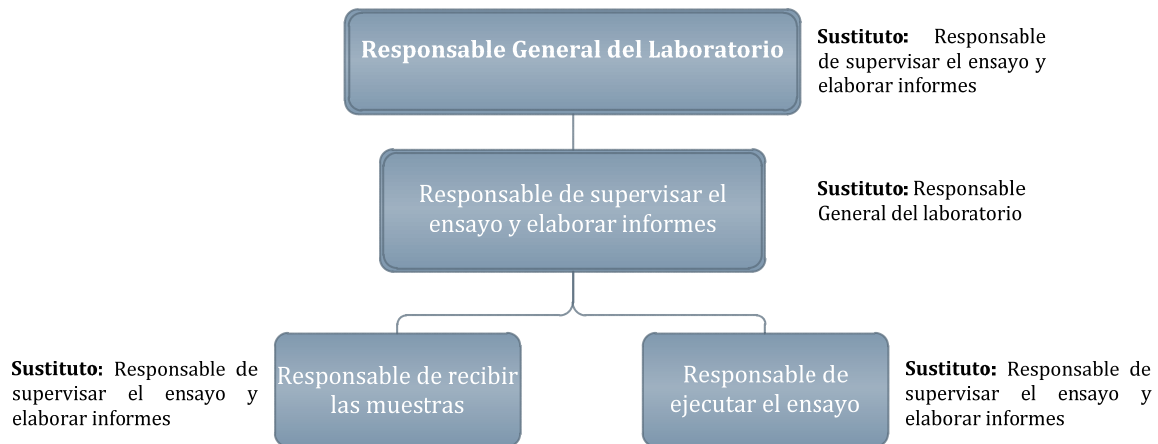 Responsable General del Laboratorio
Sustituto: Responsable
de supervisar el ensayo y
elaborar informes
Responsable de supervisar el
ensayo y elaborar informes
Sustituto: Responsable
General del laboratorio
Sustituto: Responsable de
supervisar el ensayo y
elaborar informes
Responsable de recibir
las muestras
Responsable de
ejecutar el ensayo
Sustituto: Responsable de
supervisar el ensayo y
elaborar informes